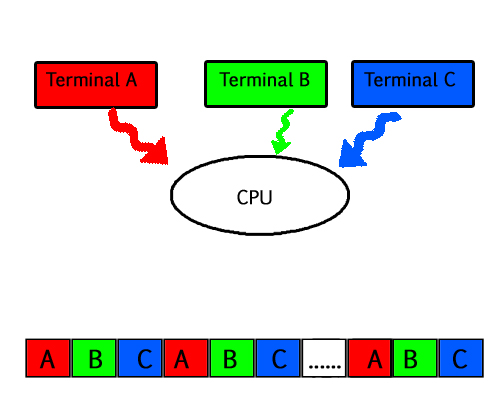 Terminal A Terminal B Terminal C
CPU
A B C A B C ...... A B C